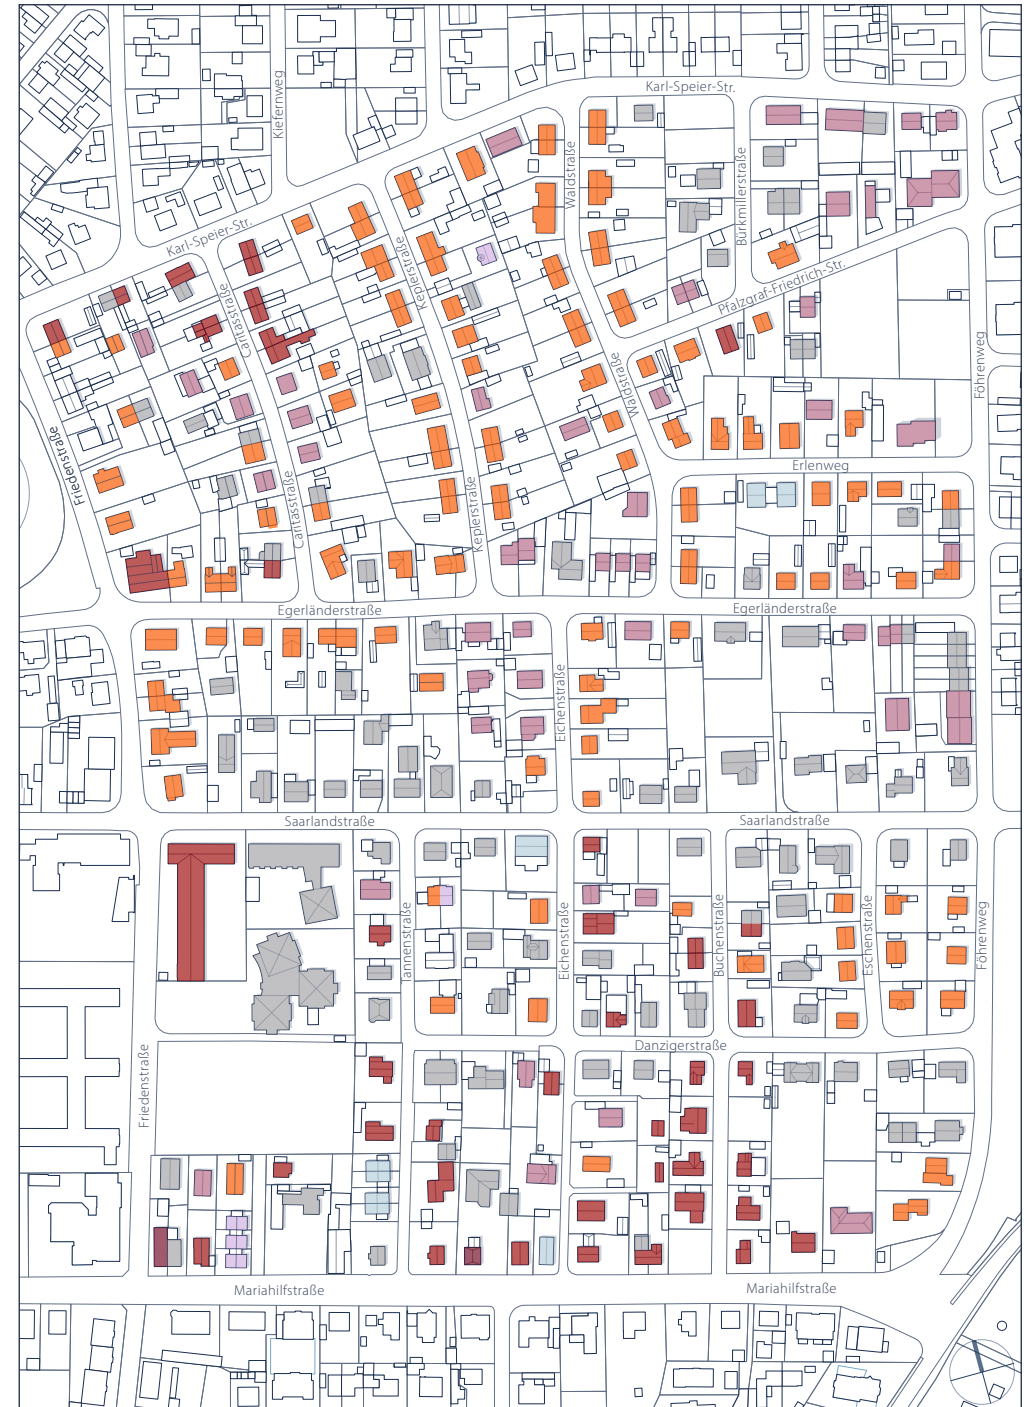 Karl-Speier-Str.
Kiefernweg
Waldstraße
Bürkmillerstraße
Karl-Speier-Str.
Keplerstraße
Pfalzgraf-Friedrich-Str.
Caritasstraße
Föhrenweg
Waldstraße
Friedenstraße
Erlenweg
Caritasstraße
Keplerstraße
Egerländerstraße
Egerländerstraße
Eichenstraße
Saarlandstraße
Saarlandstraße
Tannenstraße
Eichenstraße
Buchenstraße
Eschenstraße
Föhrenweg
Danzigerstraße
Friedenstraße
Mariahilfstraße
Mariahilfstraße